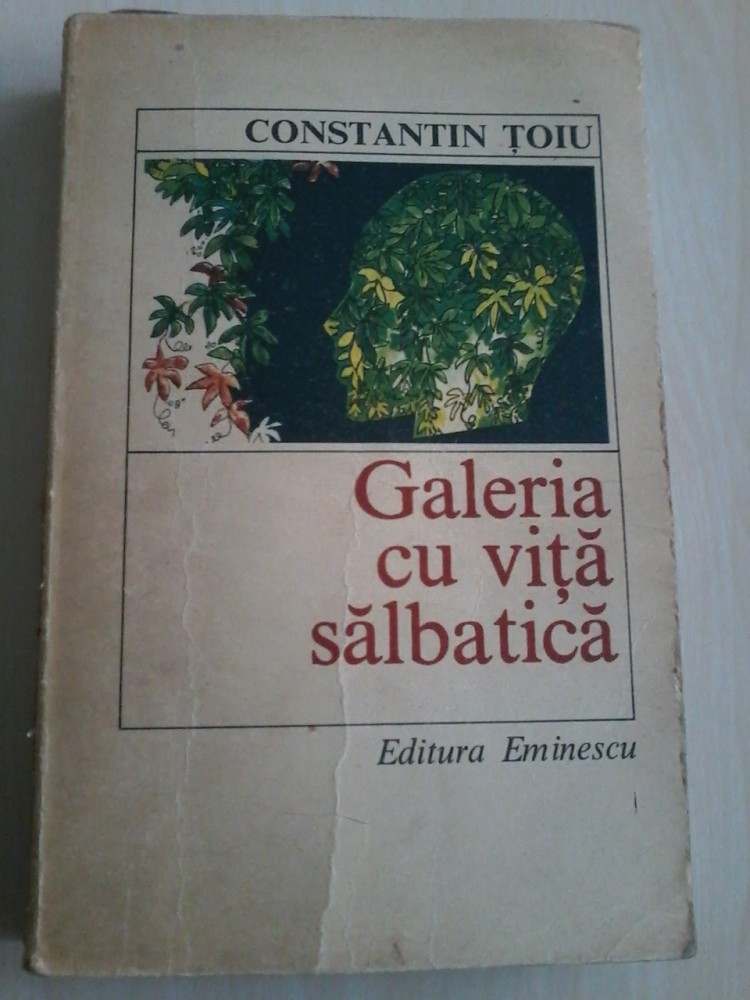 CONSTANTIN ȚOIU
Galeria
cu viță
sălbatică
Editura Eminescu